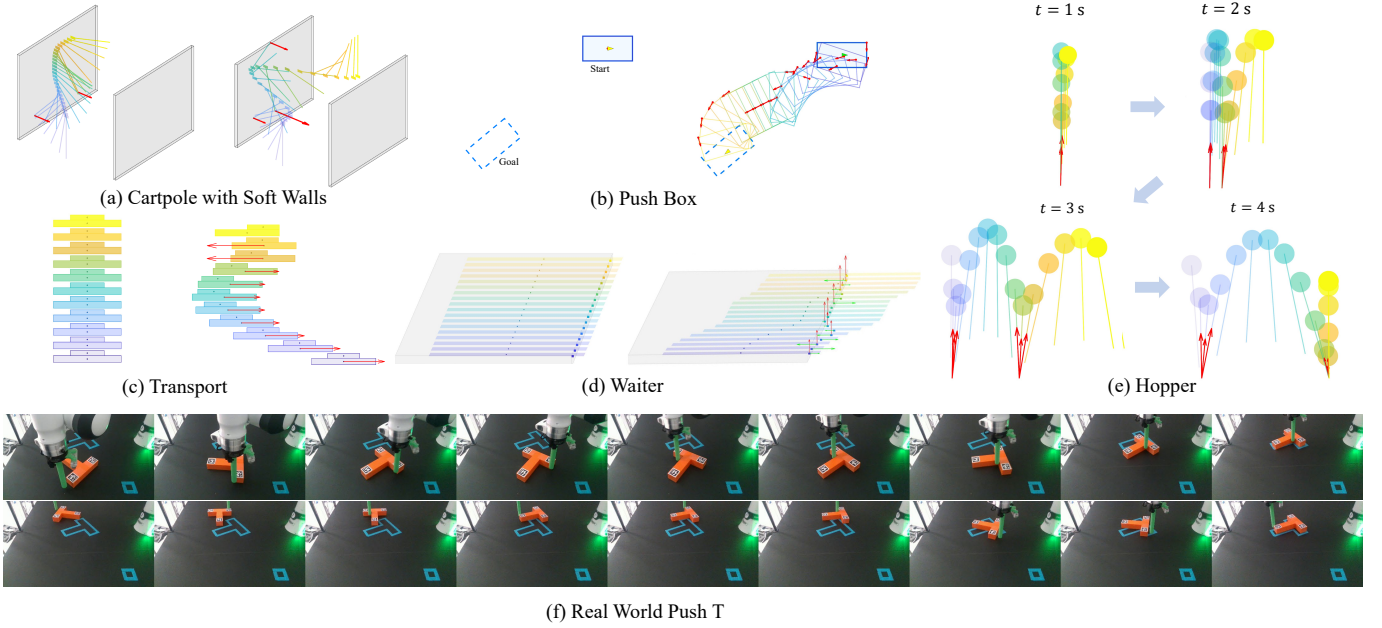 t = 1 s
t = 2 s
Start
Goal
(a) Cartpole with Soft Walls
(b) Push Box
t = 3 s
t = 4 s
(c) Transport
(d) Waiter
(e) Hopper
(f) Real World Push T